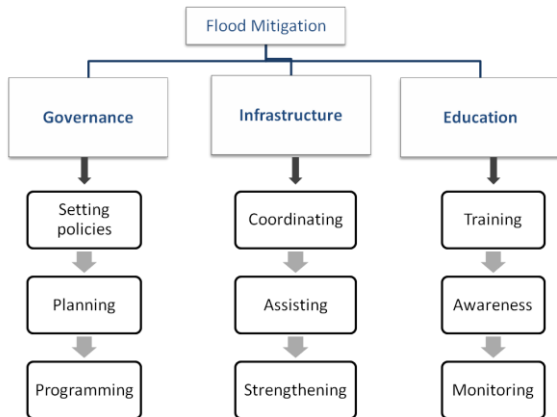 Flood Mitigation
Governance
Infrastructure
Education
Setting
policies
Coordinating
Training
Planning
Assisting
Awareness
Programming
Strengthening
Monitoring